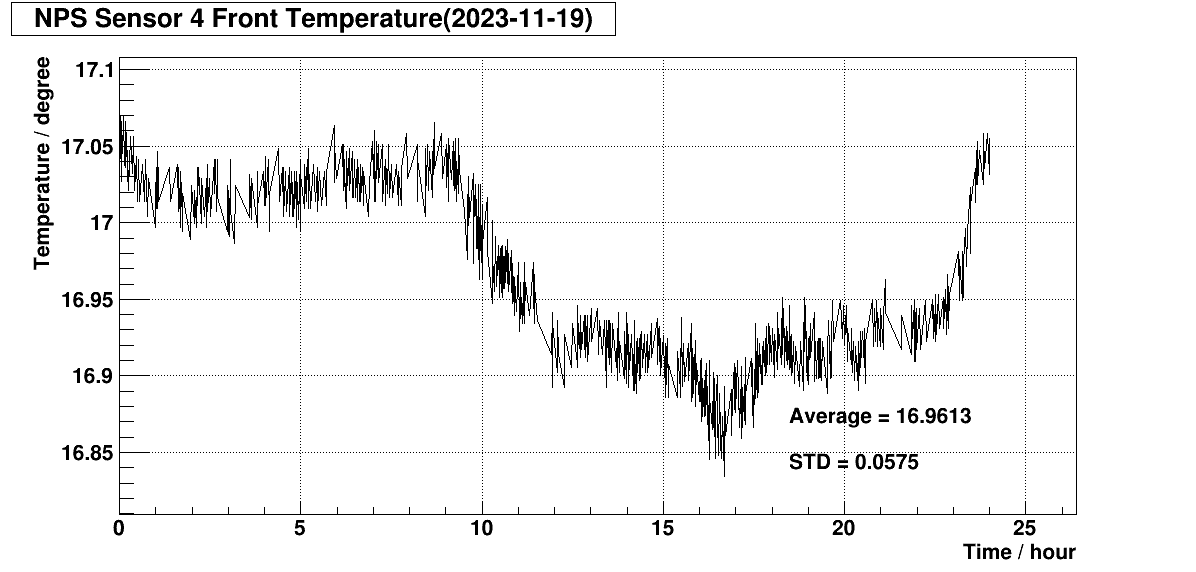 NPS Sensor 4 Front Temperature(2023-11-19)
Temperature / degree
17.1
17.05
17
16.95
16.9
16.85
Average = 16.9613
STD = 0.0575
0 5 10 15 20 25
Time / hour